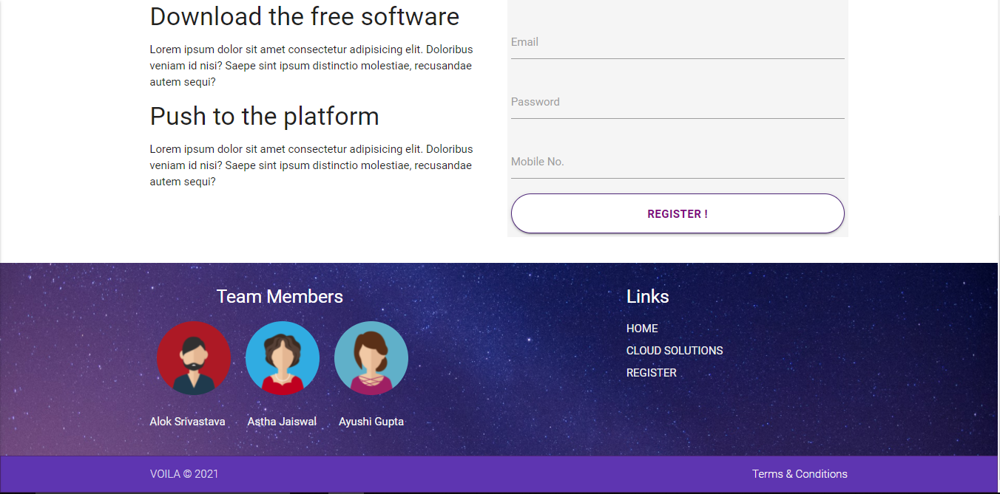 Download the free software
Lorem ipsum dolor sit amet consectetur adipisicing elit. Doloribus
veniam id nisi? Saepe sint ipsum distinctio molestiae, recusandae
autem sequi?
Push to the platform
Lorem ipsum dolor sit amet consectetur adipisicing elit. Doloribus
veniam id nisi? Saepe sint ipsum distinctio molestiae, recusandae
autem sequi?
Email
Password
Mobile No.
REGISTER !
Team Members
Alok Srivastava
Astha Jaiswal
Ayushi Gupta
Links
HOME
CLOUD SOLUTIONS
REGISTER
VOILA © 2021
Terms & Conditions